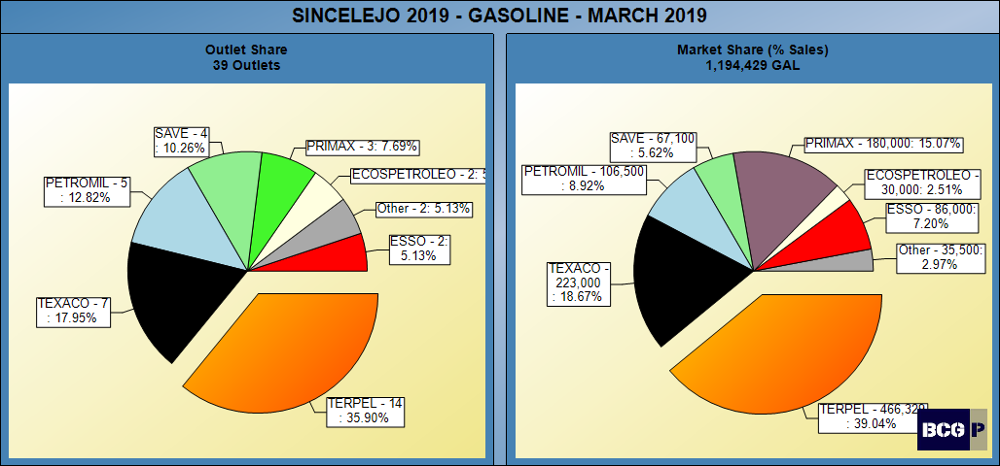 SINCELEJO 2019 - GASOLINE - MARCH 2019
Outlet Share
39 Outlets
SAVE - 4
: 10.26%
PRIMAX - 3: 7.69%
ECOSPETROLEO - 2:
PETROMIL - 5
: 12.82%
Other - 2: 5.13%
ESSO - 2:
5.13%
TEXACO - 7
: 17.95%
TERPEL - 14
: 35.90%
Market Share (% Sales)
1,194,429 GAL
SAVE - 67,100
: 5.62%
PRIMAX - 180,000: 15.07%
PETROMIL - 106,500
: 8.92%
ECOSPETROLEO -
30,000: 2.51%
ESSO - 86,000:
7.20%
Other - 35,500:
2.97%
TEXACO -
223,000
: 18.67%
TERPEL - 466,329
: 39.04%
BCG P